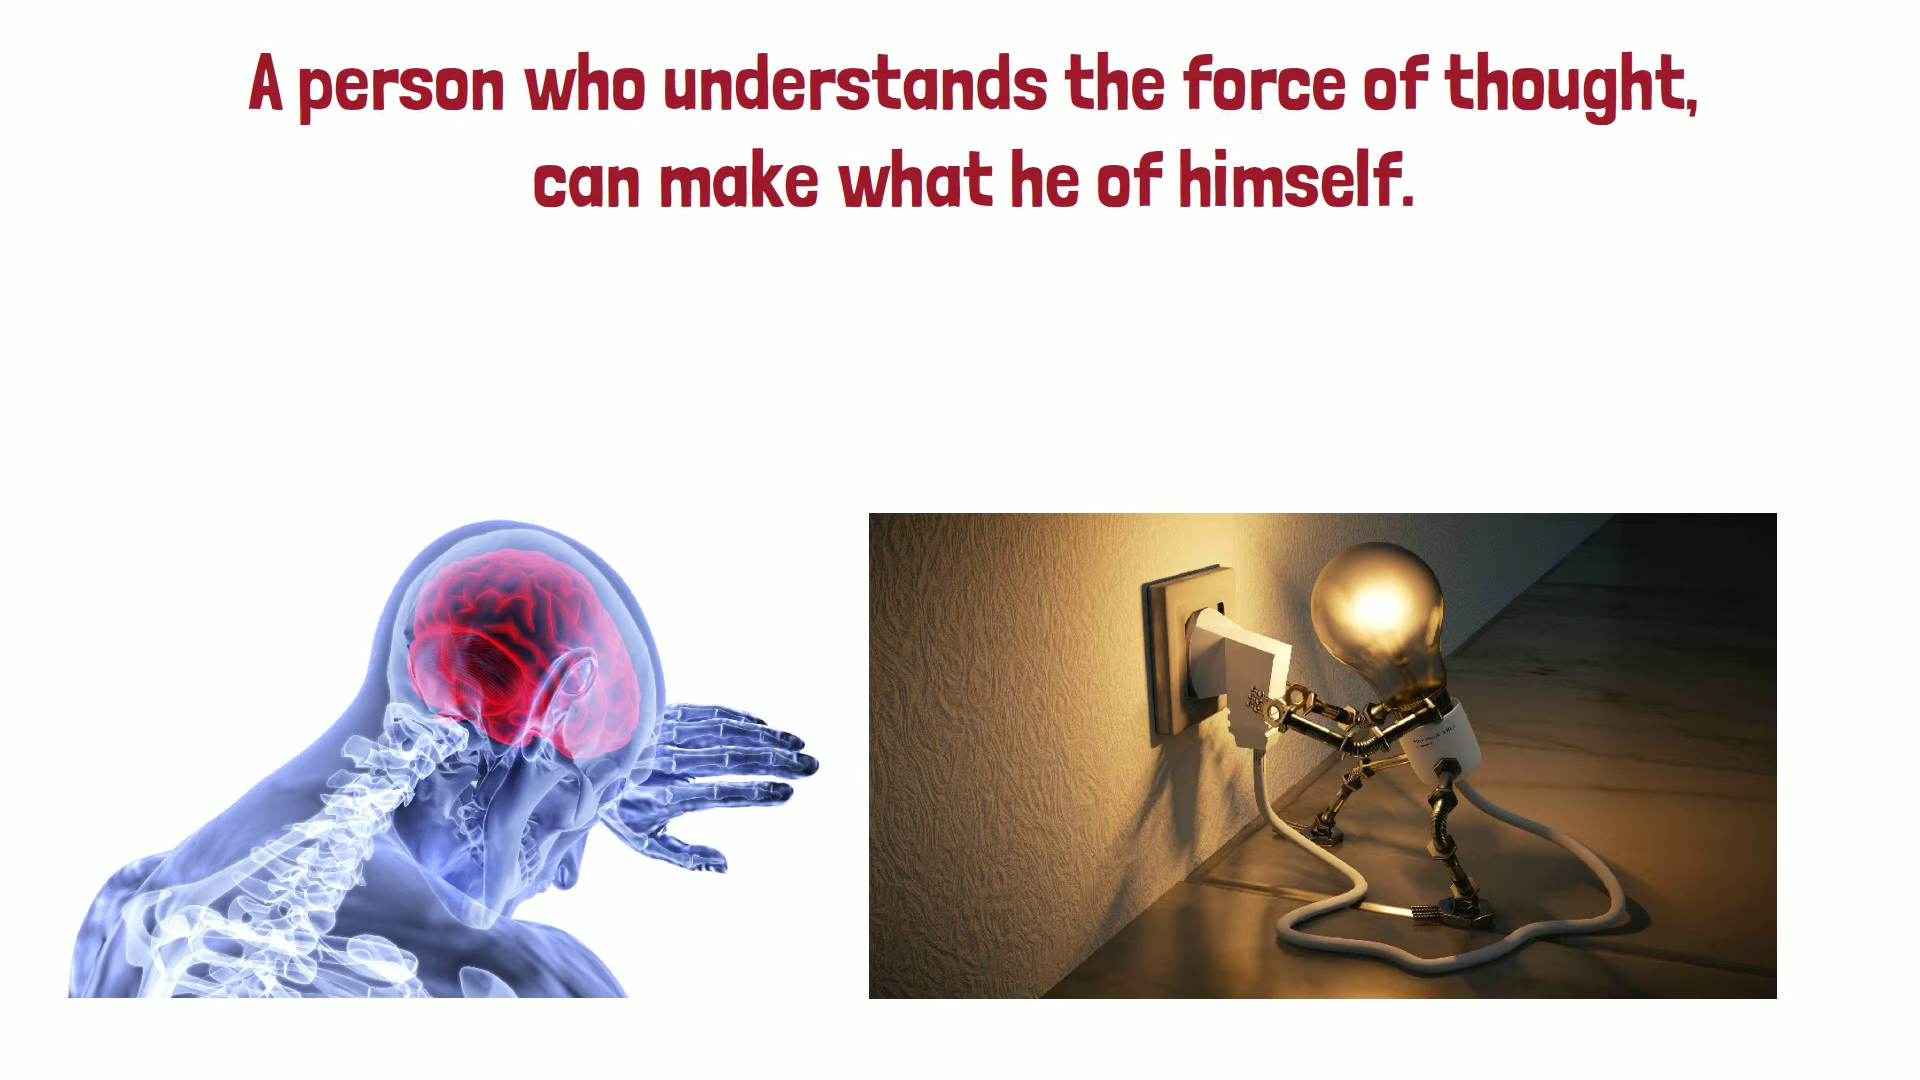 A person who understands the force of thought,
can make what he of himself.